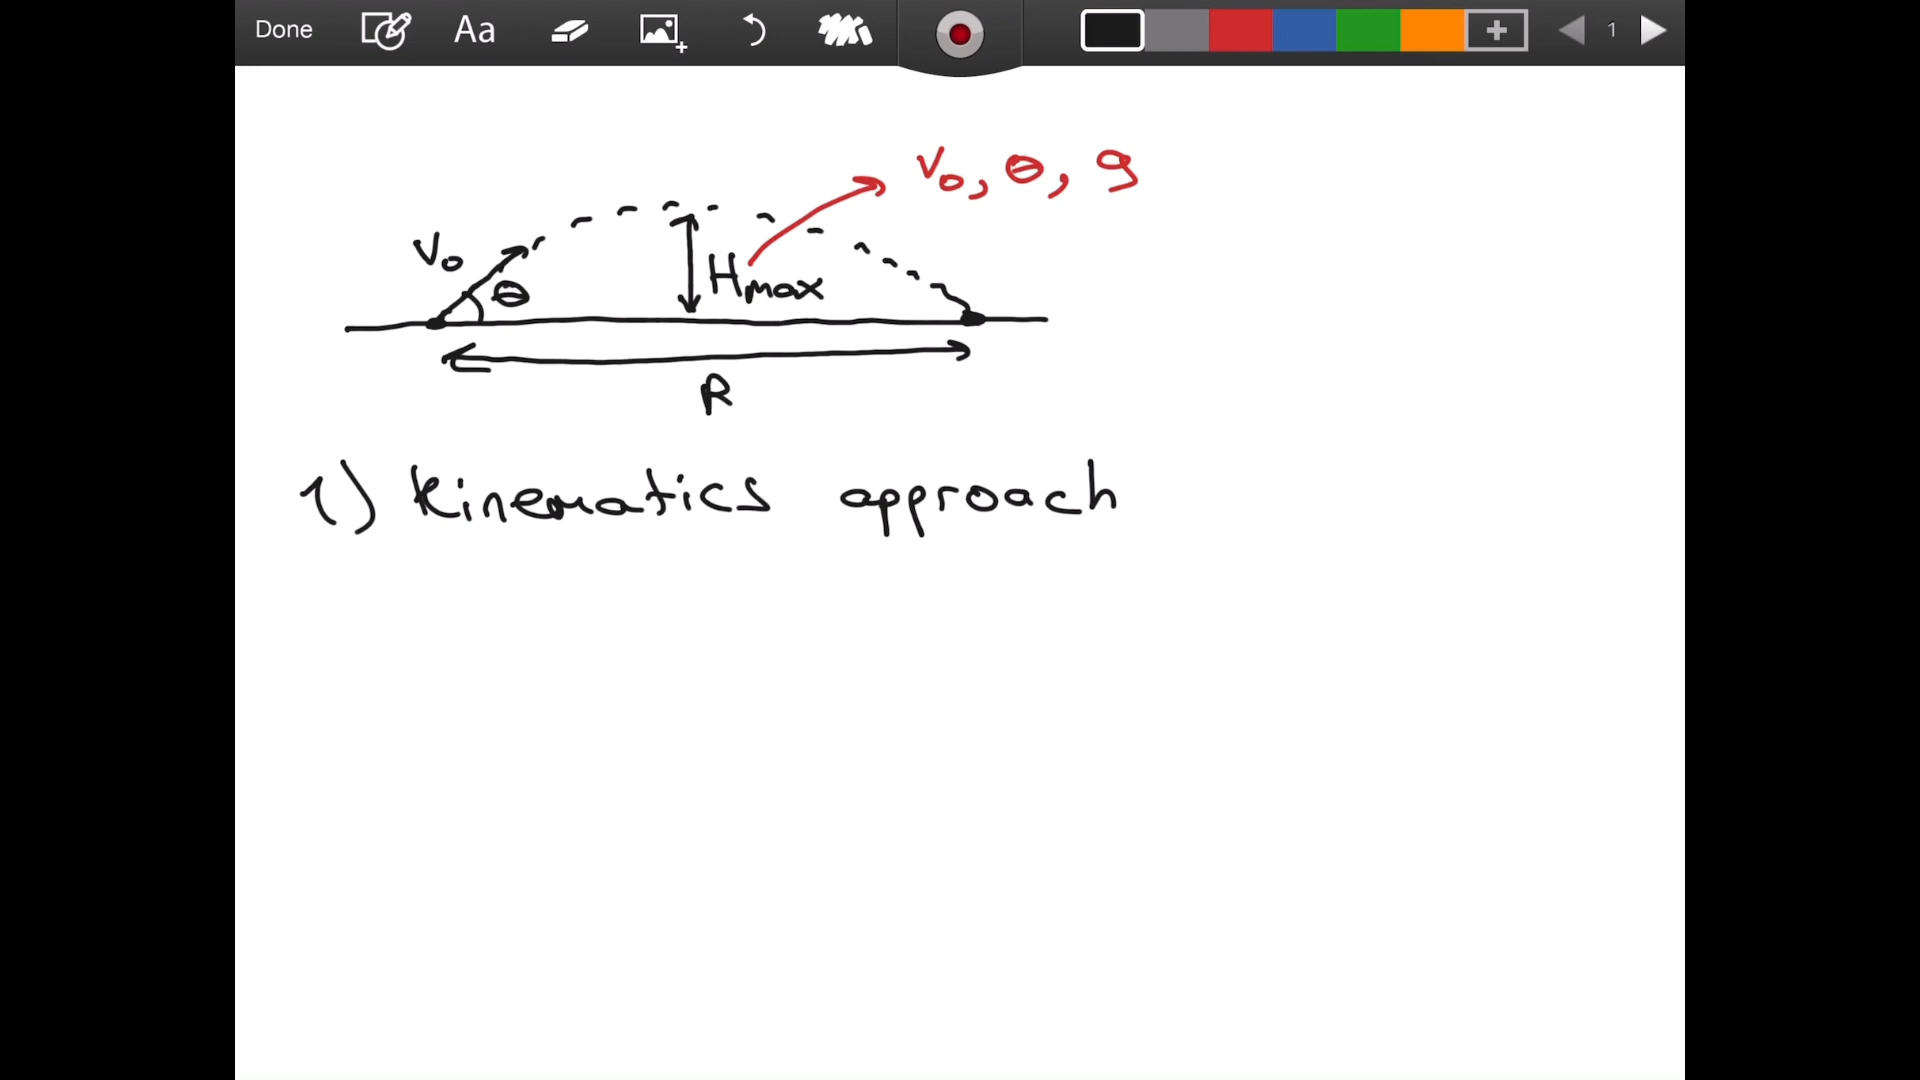 Done Aa 1
v₀, θ, g
v₀
θ
Hmax
R
1) Kinematics approach